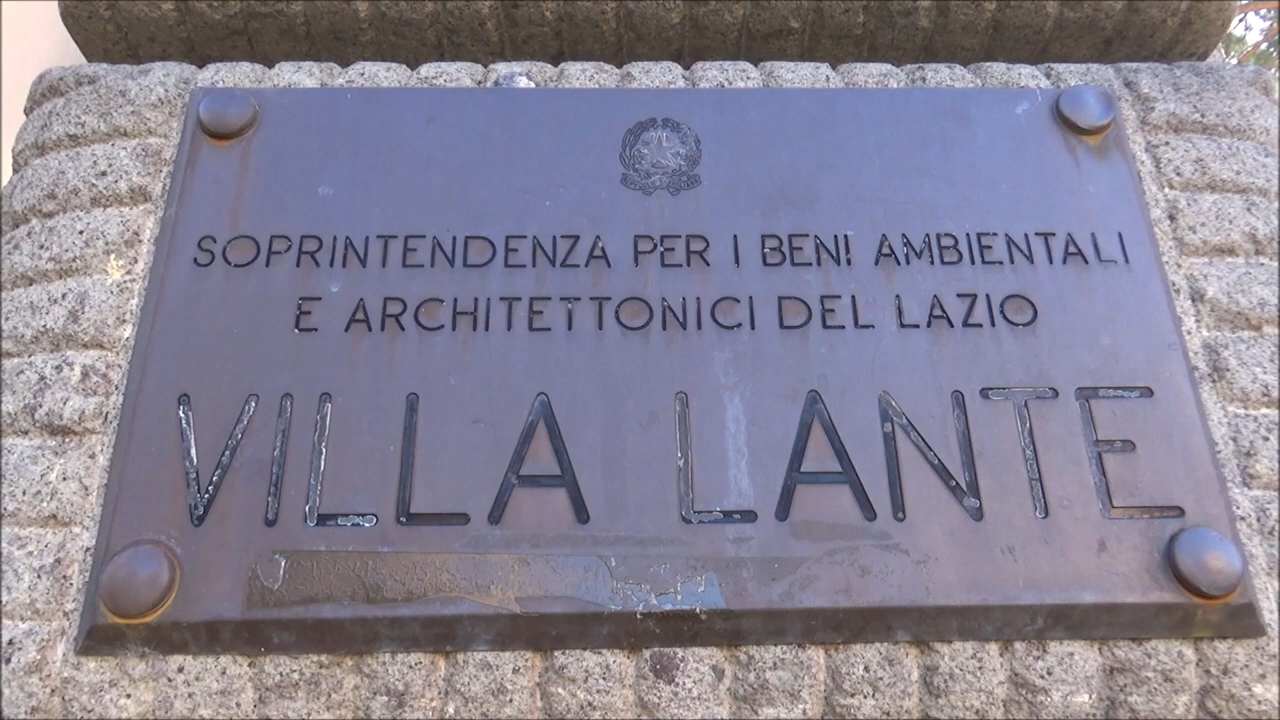 SOPRINTENDENZA PER I BENI AMBIENTALI
E ARCHITETTONICI DEL LAZIO
VILLA LANTE